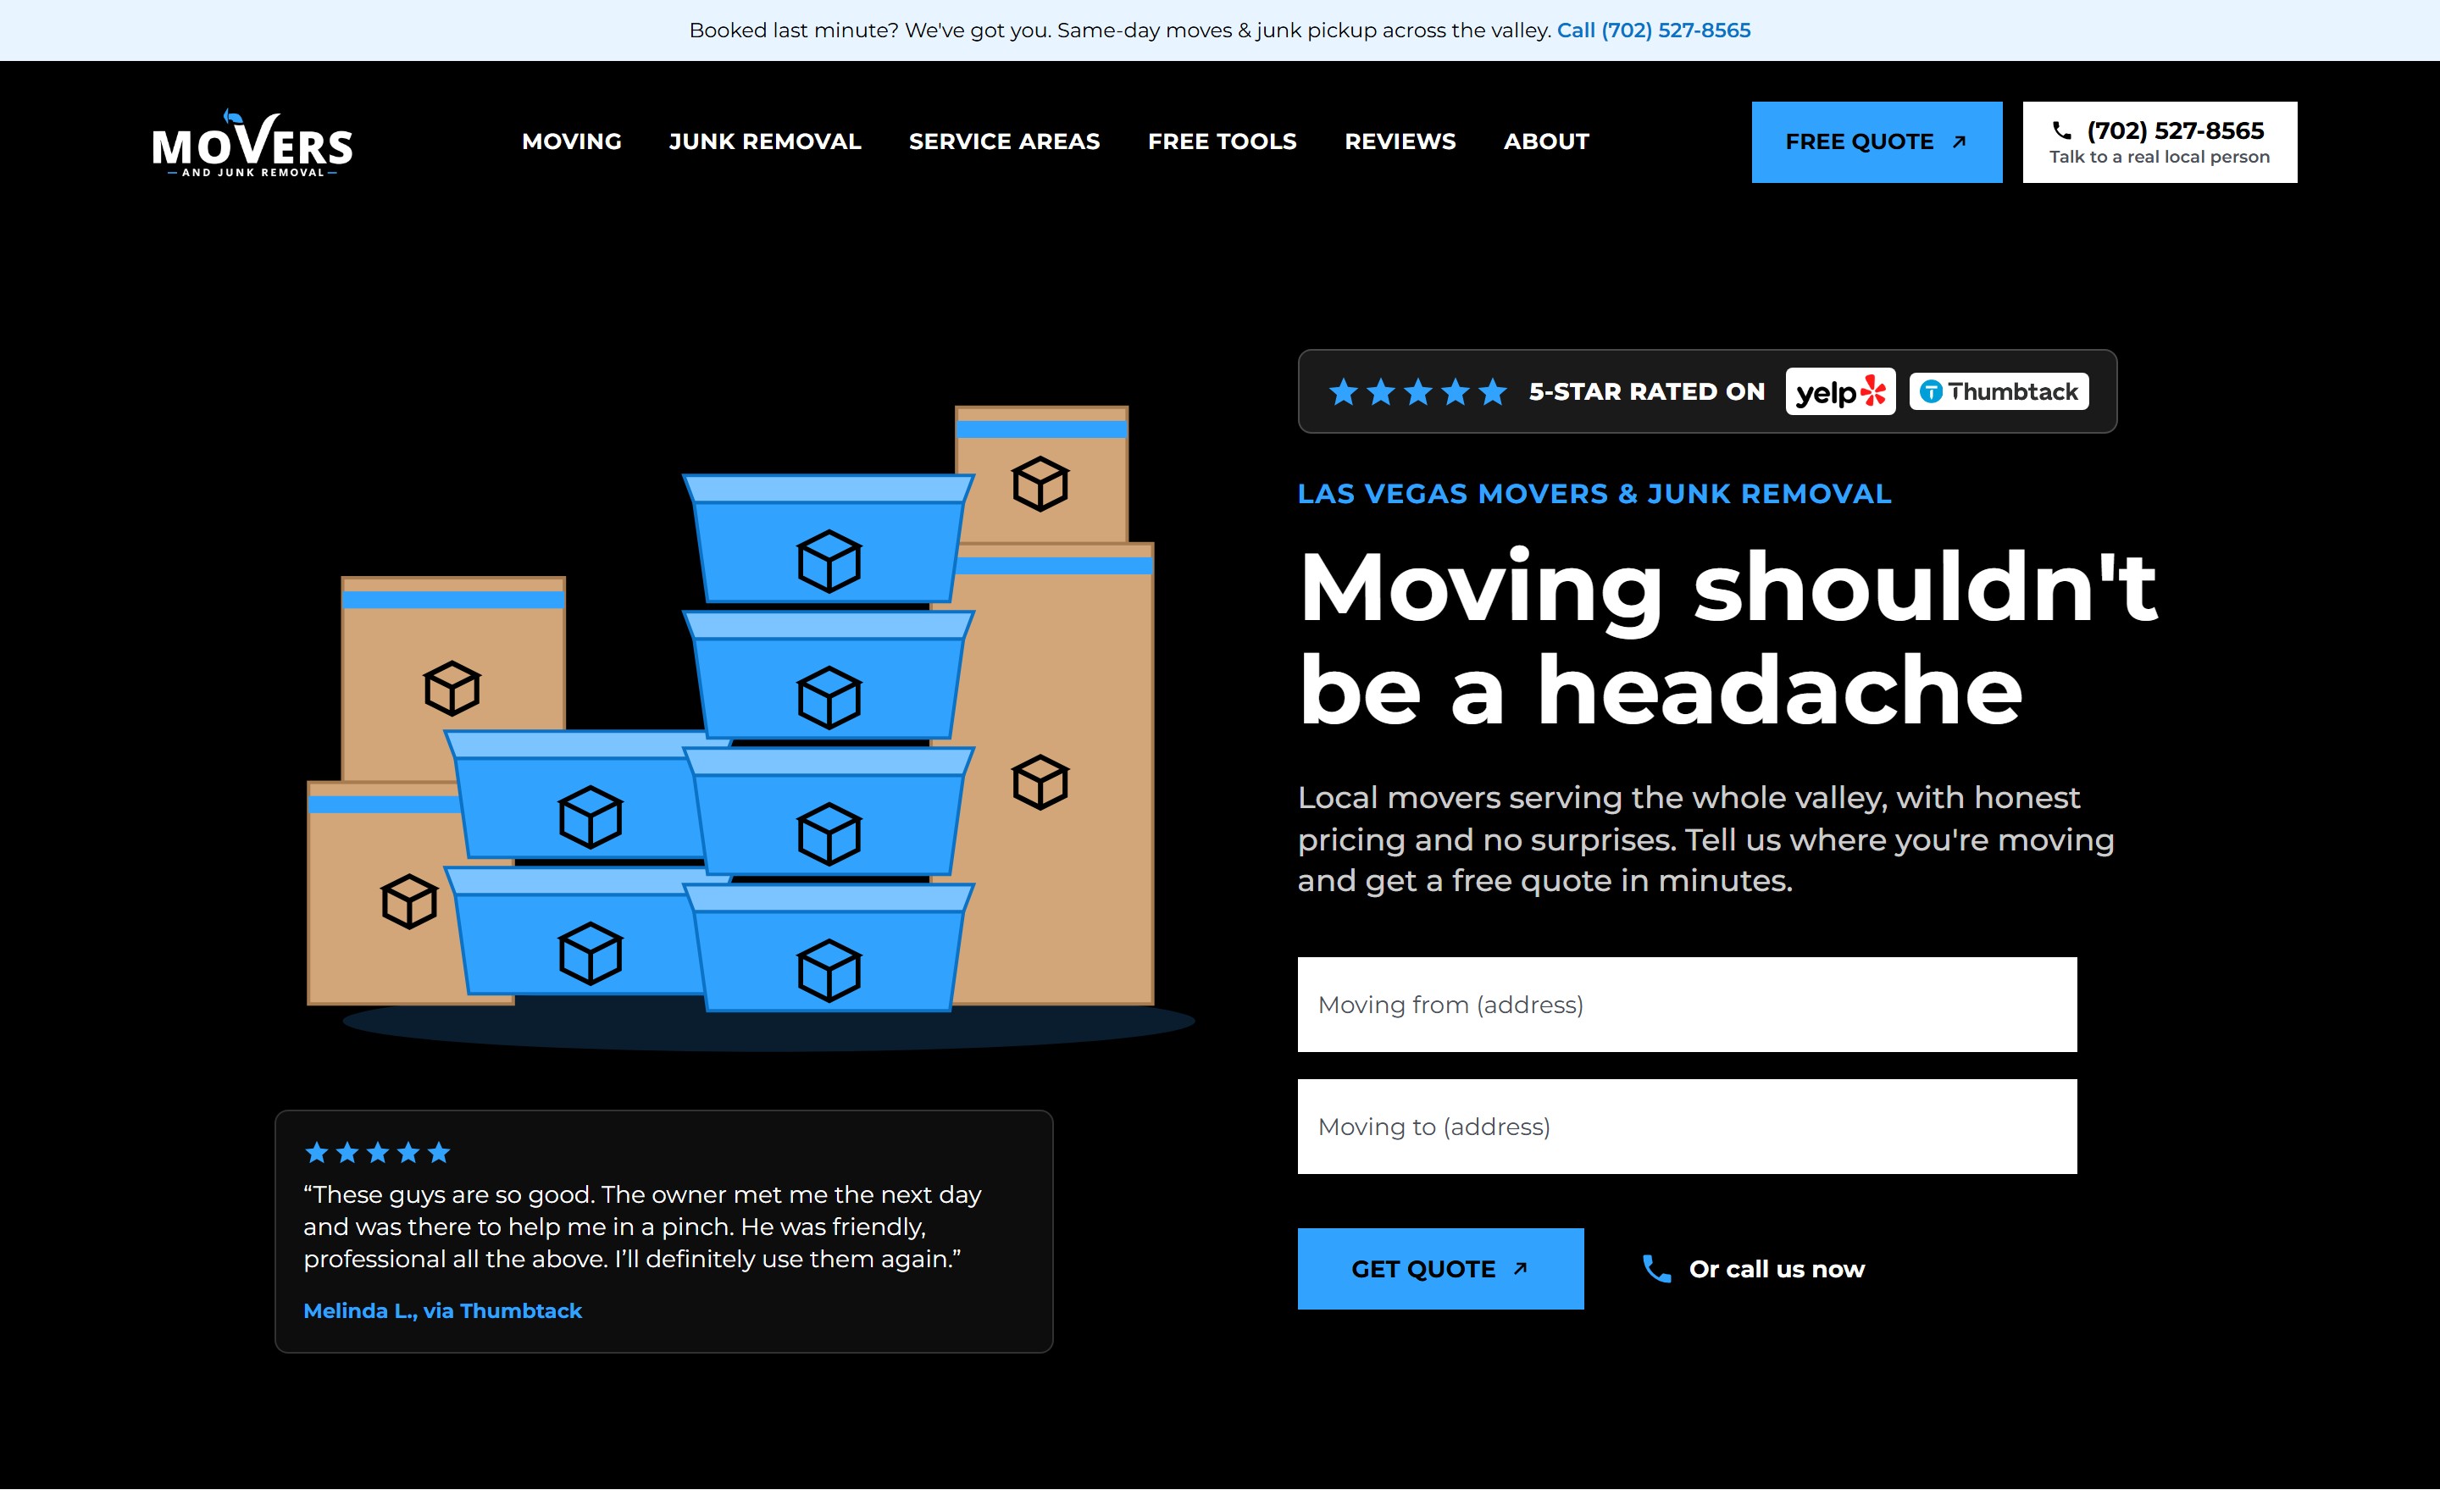 Booked last minute? We've got you. Same-day moves & junk pickup across the valley. Call (702) 527-8565
MOVERS
AND JUNK REMOVAL
MOVING
JUNK REMOVAL
SERVICE AREAS
FREE TOOLS
REVIEWS
ABOUT
FREE QUOTE
(702) 527-8565
Talk to a real local person
5-STAR RATED ON
yelp
Thumbtack
LAS VEGAS MOVERS & JUNK REMOVAL
Moving shouldn't
be a headache
Local movers serving the whole valley, with honest
pricing and no surprises. Tell us where you're moving
and get a free quote in minutes.
Moving from (address)
Moving to (address)
GET QUOTE
Or call us now
“These guys are so good. The owner met me the next day
and was there to help me in a pinch. He was friendly,
professional all the above. I’ll definitely use them again.”
Melinda L., via Thumbtack